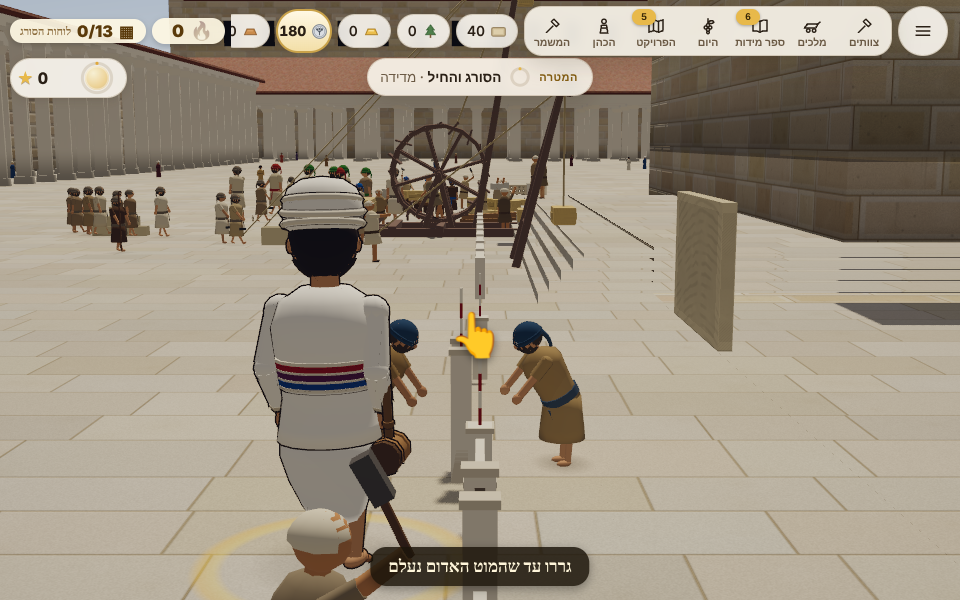 צוותים
מלכים
6
ספר מידות
היום
5
הפרויקט
הכהן
המשמר
40
0
0
180
0
0
0/13 לוחות הסורג
המטרה הסורג והחיל · מדידה
0
גררו עד שהמוט האדום נעלם